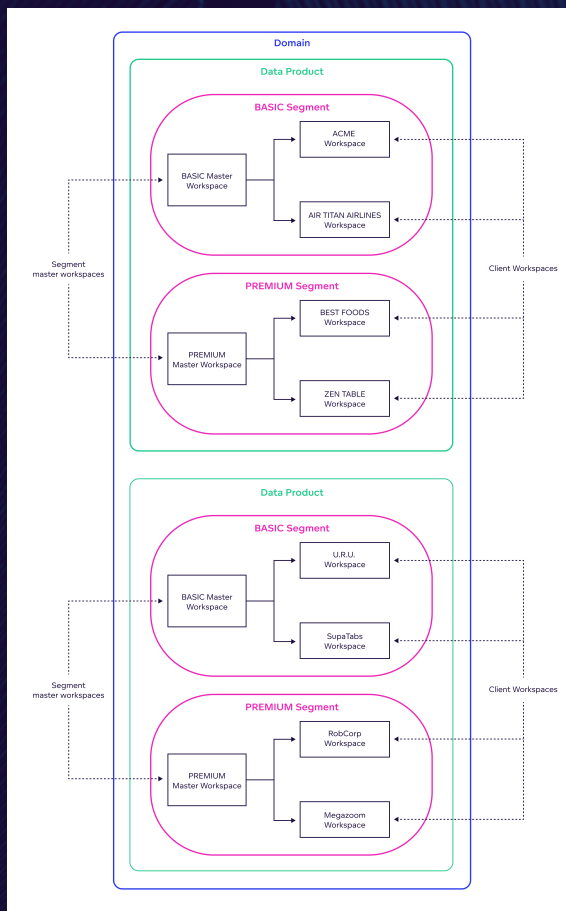 Domain
Data Product
BASIC Segment
ACME
Workspace
BASIC Master
Workspace
AIR TITAN AIRLINES
Workspace
Segment
master workspaces
Client Workspaces
PREMIUM Segment
BEST FOODS
Workspace
PREMIUM
Master Workspace
ZEN TABLE
Workspace
Data Product
BASIC Segment
U.R.U.
Workspace
BASIC Master
Workspace
SupaTabs
Workspace
Segment
master workspaces
Client Workspaces
PREMIUM Segment
RobCorp
Workspace
PREMIUM
Master Workspace
Megazoom
Workspace